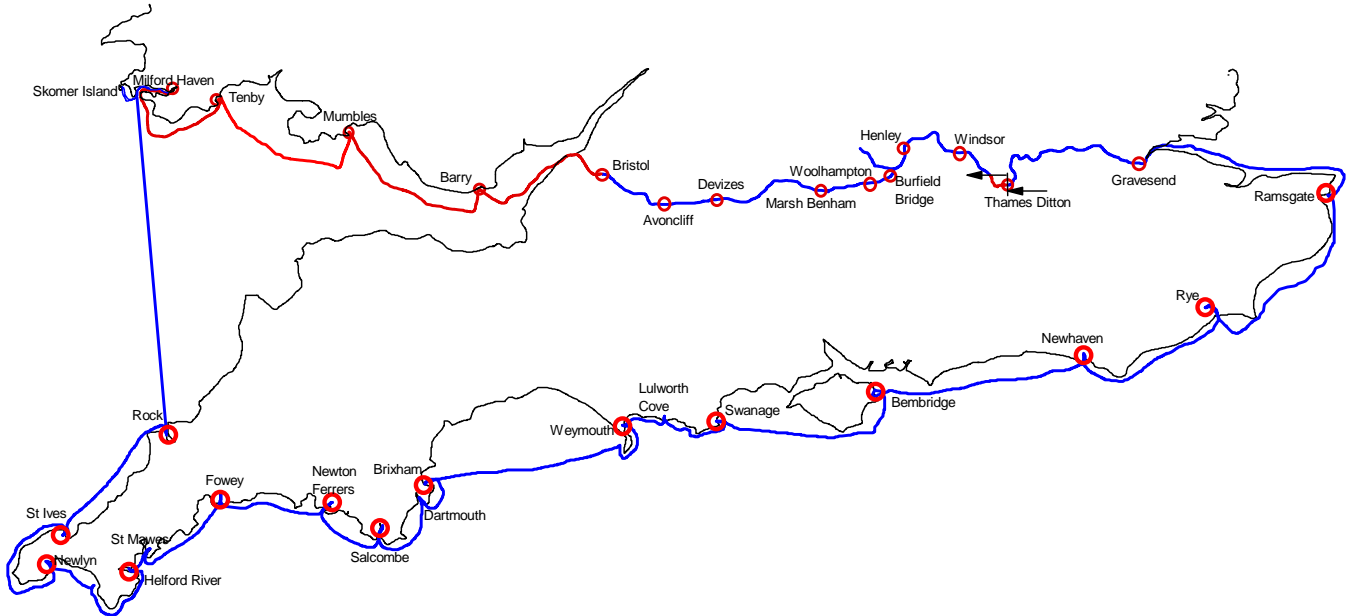 Milford Haven
Skomer Island
Tenby
Mumbles
Barry
Bristol
Avoncliff
Devizes
Woolhampton
Marsh Benham
Henley
Windsor
Burfield
Bridge
Thames Ditton
Gravesend
Ramsgate
Rye
Newhaven
Bembridge
Lulworth
Cove
Swanage
Weymouth
Brixham
Dartmouth
Newton
Ferrers
Salcombe
Fowey
Rock
St Ives
St Mawes
Newlyn
Helford River